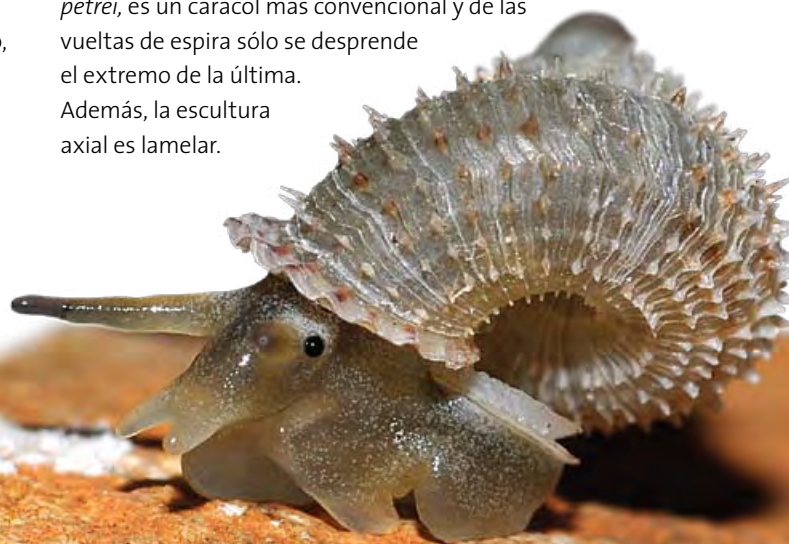 petrei, es un caracol más convencional y de las
vueltas de espira sólo se desprende
el extremo de la última.
Además, la escultura
axial es lamelar.